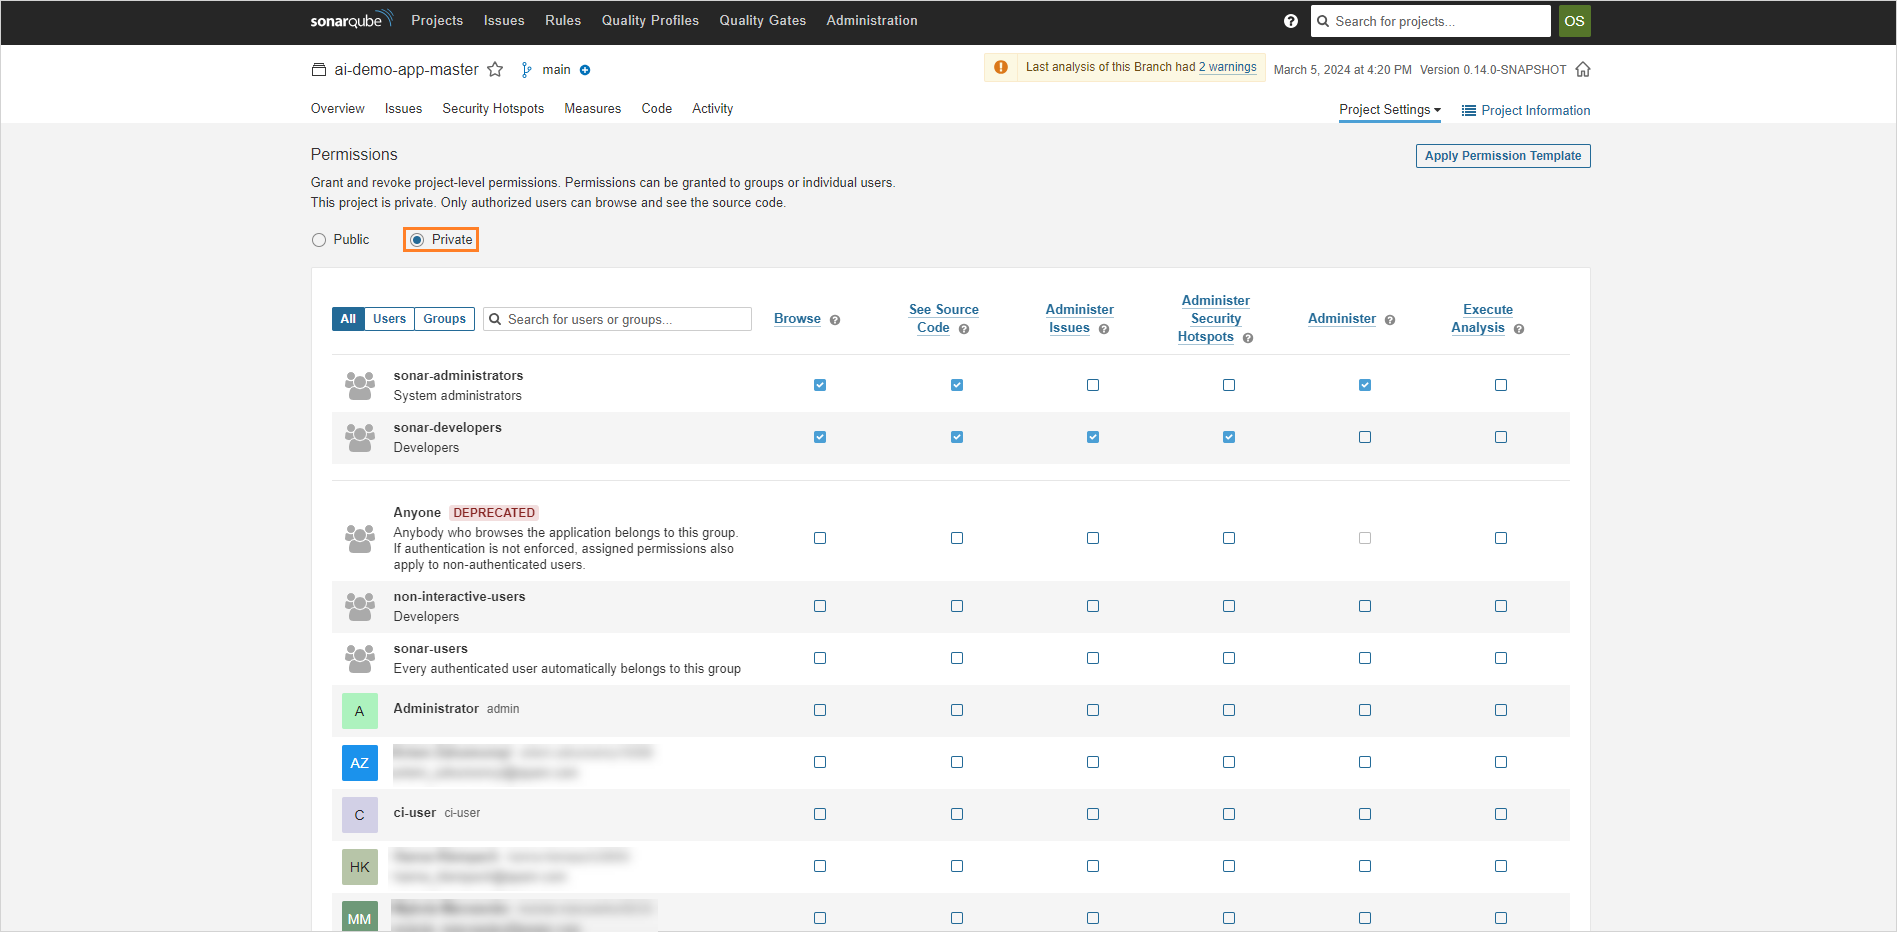 sonarqube Projects Issues Rules Quality Profiles Quality Gates Administration Search for projects... OS
ai-demo-app-master main Last analysis of this Branch had 2 warnings March 5, 2024 at 4:20 PM Version 0.14.0-SNAPSHOT
Overview Issues Security Hotspots Measures Code Activity Project Settings Project Information
Permissions Apply Permission Template
Grant and revoke project-level permissions. Permissions can be granted to groups or individual users.
This project is private. Only authorized users can browse and see the source code.
Public Private
All Users Groups Search for users or groups...
Browse
See Source
Code
Administer
Issues
Administer
Security
Hotspots
Administer
Execute
Analysis
sonar-administrators
System administrators
sonar-developers
Developers
Anyone DEPRECATED
Anybody who browses the application belongs to this group.
If authentication is not enforced, assigned permissions also
apply to non-authenticated users.
non-interactive-users
Developers
sonar-users
Every authenticated user automatically belongs to this group
A Administrator admin
AZ
C ci-user ci-user
HK
MM